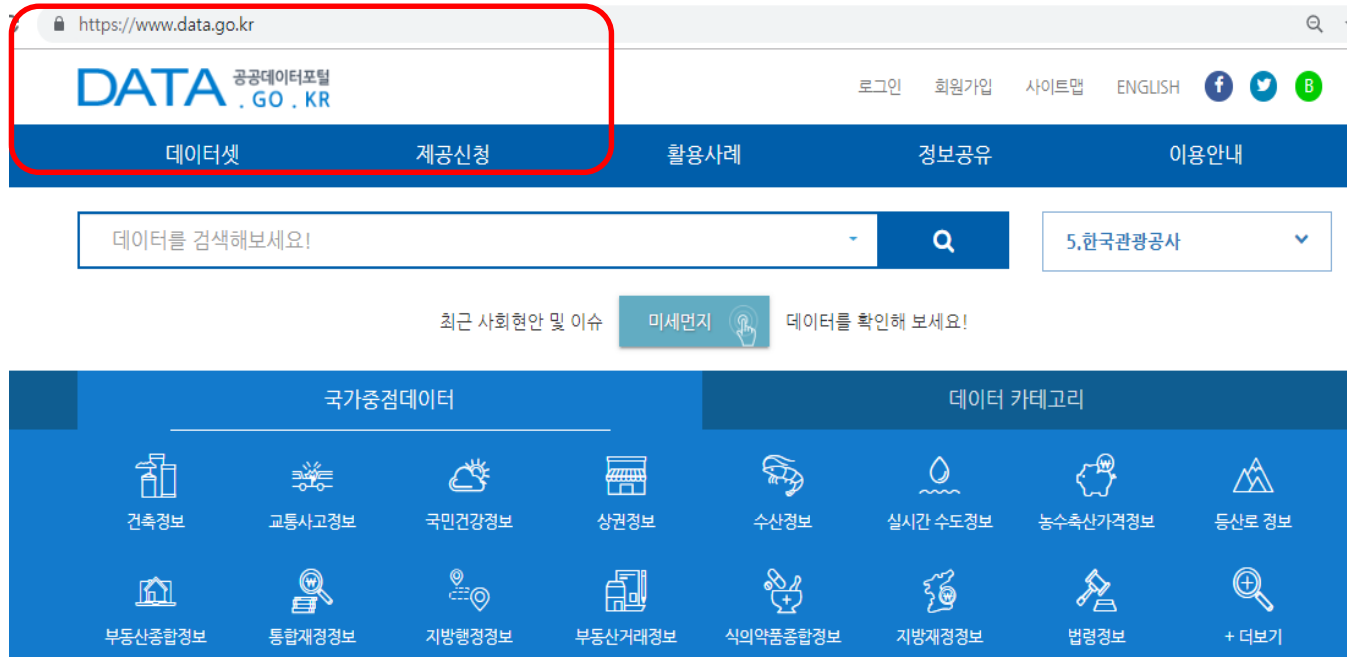 https://www.data.go.kr
DATA 공공데이터포털
. GO . KR
로그인 회원가입 사이트맵 ENGLISH f B
데이터셋 제공신청 활용사례 정보공유 이용안내
데이터를 검색해보세요! 5.한국관광공사
최근 사회현안 및 이슈 미세먼지 데이터를 확인해 보세요!
국가중점데이터 데이터 카테고리
건축정보 교통사고정보 국민건강정보 상권정보 수산정보 실시간 수도정보 농수축산가격정보 등산로 정보
부동산종합정보 통합재정정보 지방행정정보 부동산거래정보 식의약품종합정보 지방재정정보 법령정보 + 더보기